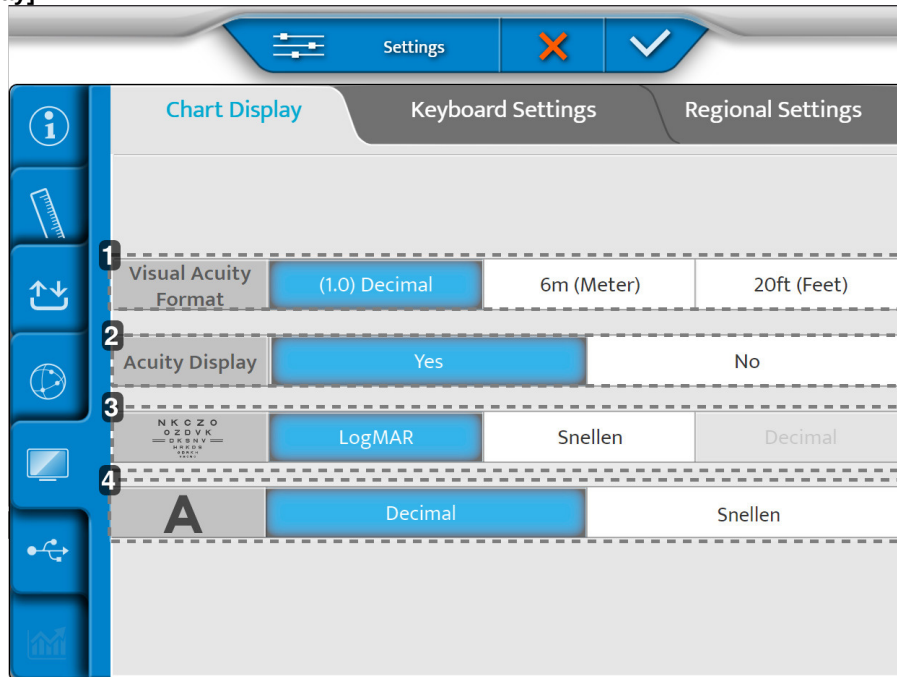 ay]
Settings
Chart Display Keyboard Settings Regional Settings
1
Visual Acuity
Format
(1.0) Decimal 6m (Meter) 20ft (Feet)
2
Acuity Display Yes No
3
N K C Z O
O Z D V K
D K S N V
LogMAR Snellen Decimal
4
A Decimal Snellen